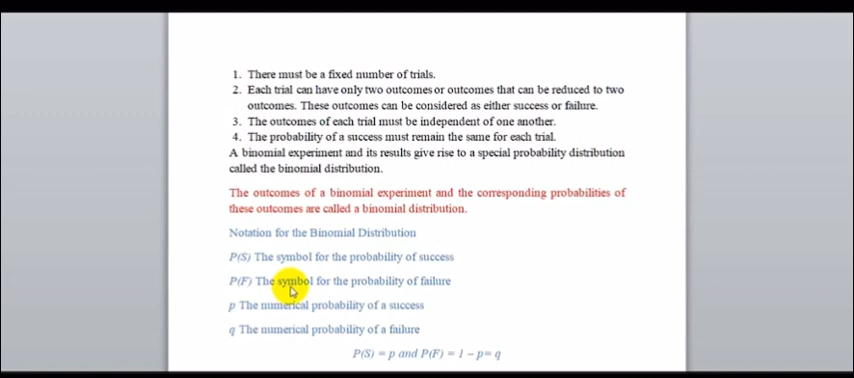 1. There must be a fixed number of trials.
2. Each trial can have only two outcomes or outcomes that can be reduced to two
outcomes. These outcomes can be considered as either success or failure.
3. The outcomes of each trial must be independent of one another.
4. The probability of a success must remain the same for each trial.
A binomial experiment and its results give rise to a special probability distribution
called the binomial distribution.
The outcomes of a binomial experiment and the corresponding probabilities of
these outcomes are called a binomial distribution.
Notation for the Binomial Distribution
P(S) The symbol for the probability of success
P(F) The symbol for the probability of failure
p The numerical probability of a success
q The numerical probability of a failure
P(S) = p and P(F) = 1 – p= q